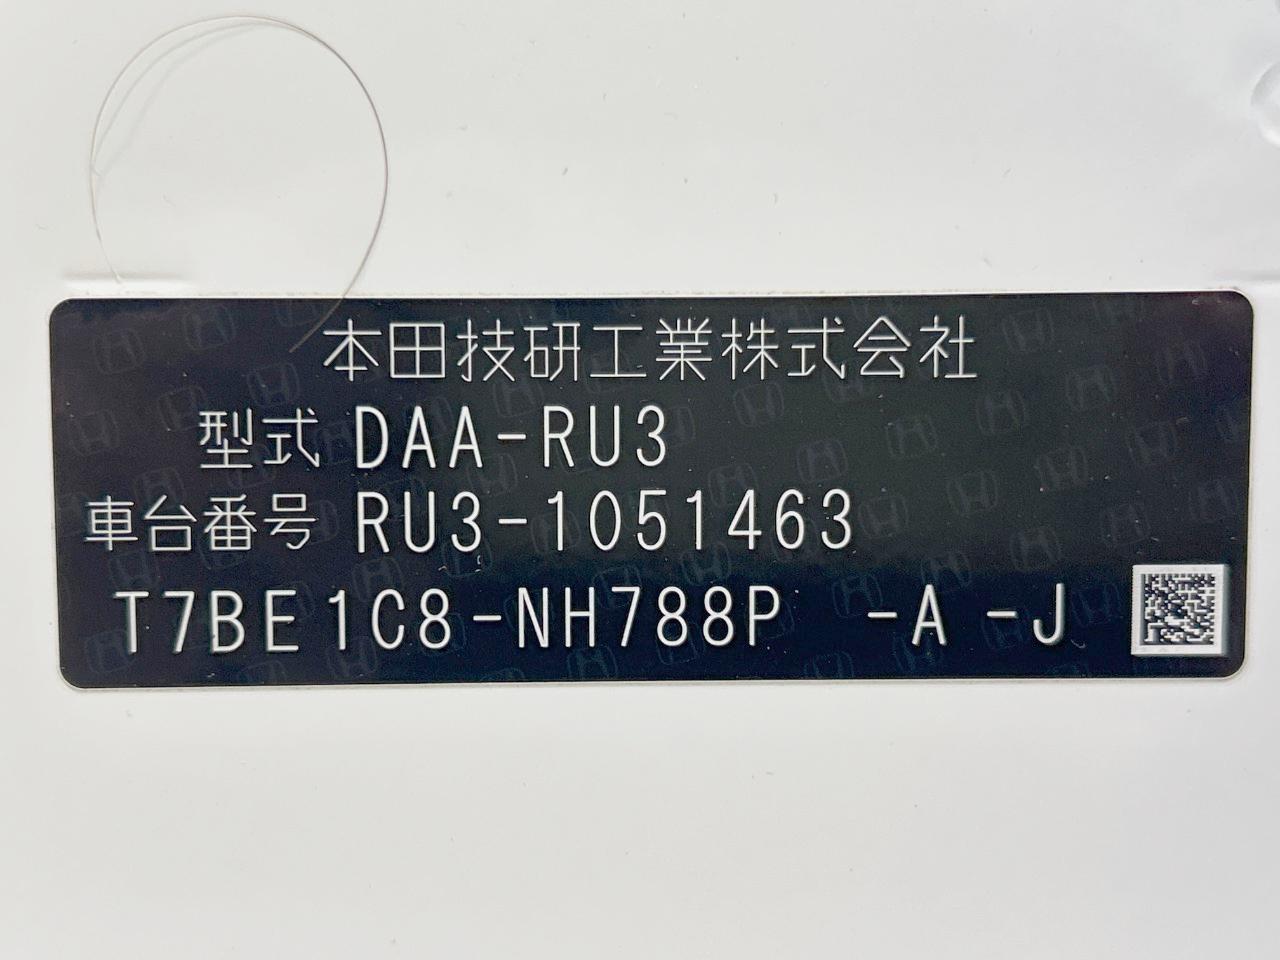 本田技研工業株式会社
型式 DAA-RU3
車台番号 RU3-1051463
T7BE1C8-NH788P -A -J